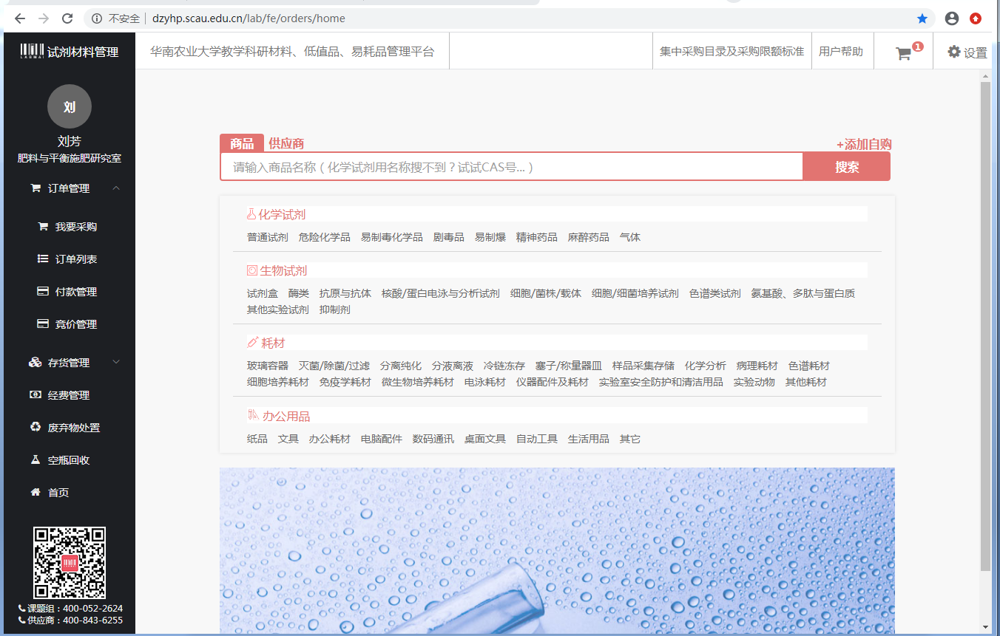 不安全 dzyhp.scau.edu.cn/lab/fe/orders/home
LABMAI 试剂材料管理
华南农业大学教学科研材料、低值品、易耗品管理平台
集中采购目录及采购限额标准 用户帮助 1 设置
刘
刘芳
肥料与平衡施肥研究室
订单管理
我要采购
订单列表
付款管理
竞价管理
存货管理
经费管理
废弃物处置
空瓶回收
首页
课题组：400-052-2624
供应商：400-843-6255
商品 供应商 +添加自购
请输入商品名称（化学试剂用名称搜不到？试试CAS号...） 搜索
化学试剂
普通试剂 危险化学品 易制毒化学品 剧毒品 易制爆 精神药品 麻醉药品 气体
生物试剂
试剂盒 酶类 抗原与抗体 核酸/蛋白电泳与分析试剂 细胞/菌株/载体 细胞/细菌培养试剂 色谱类试剂 氨基酸、多肽与蛋白质
其他实验试剂 抑制剂
耗材
玻璃容器 灭菌/除菌/过滤 分离纯化 分液离液 冷链冻存 塞子/称量器皿 样品采集存储 化学分析 病理耗材 色谱耗材
细胞培养耗材 免疫学耗材 微生物培养耗材 电泳耗材 仪器配件及耗材 实验室安全防护和清洁用品 实验动物 其他耗材
办公用品
纸品 文具 办公耗材 电脑配件 数码通讯 桌面文具 自动工具 生活用品 其它